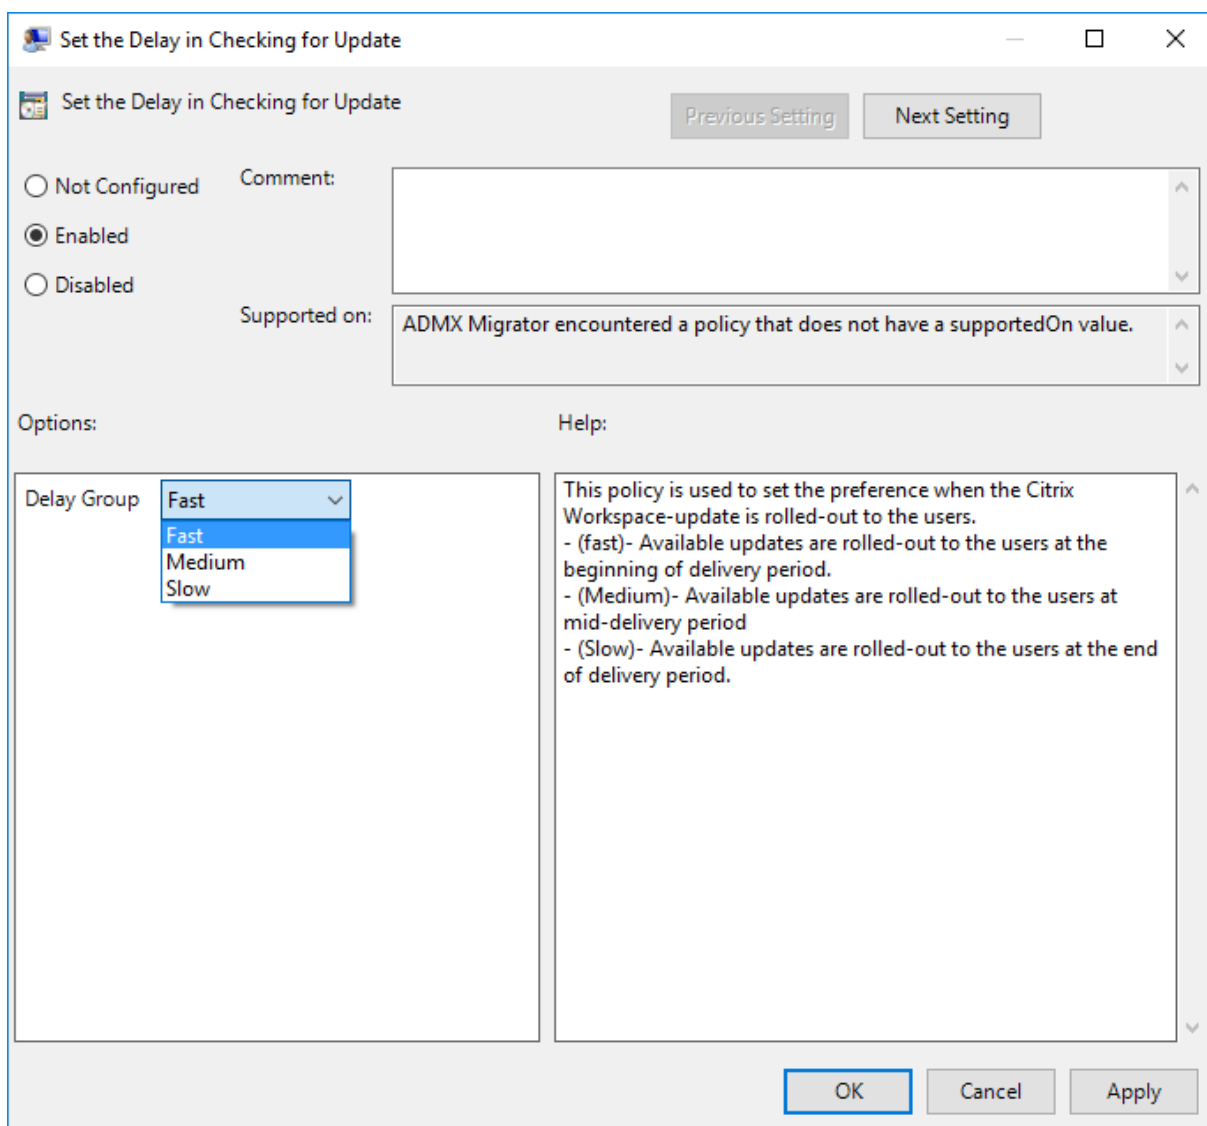 Set the Delay in Checking for Update
Set the Delay in Checking for Update
Previous Setting
Next Setting
Not Configured
Comment:
Enabled
Disabled
Supported on:
ADMX Migrator encountered a policy that does not have a supportedOn value.
Options:
Help:
Delay Group
Fast
Fast
Medium
Slow
This policy is used to set the preference when the Citrix
Workspace-update is rolled-out to the users.
- (fast)- Available updates are rolled-out to the users at the
beginning of delivery period.
- (Medium)- Available updates are rolled-out to the users at
mid-delivery period
- (Slow)- Available updates are rolled-out to the users at the end
of delivery period.
OK
Cancel
Apply